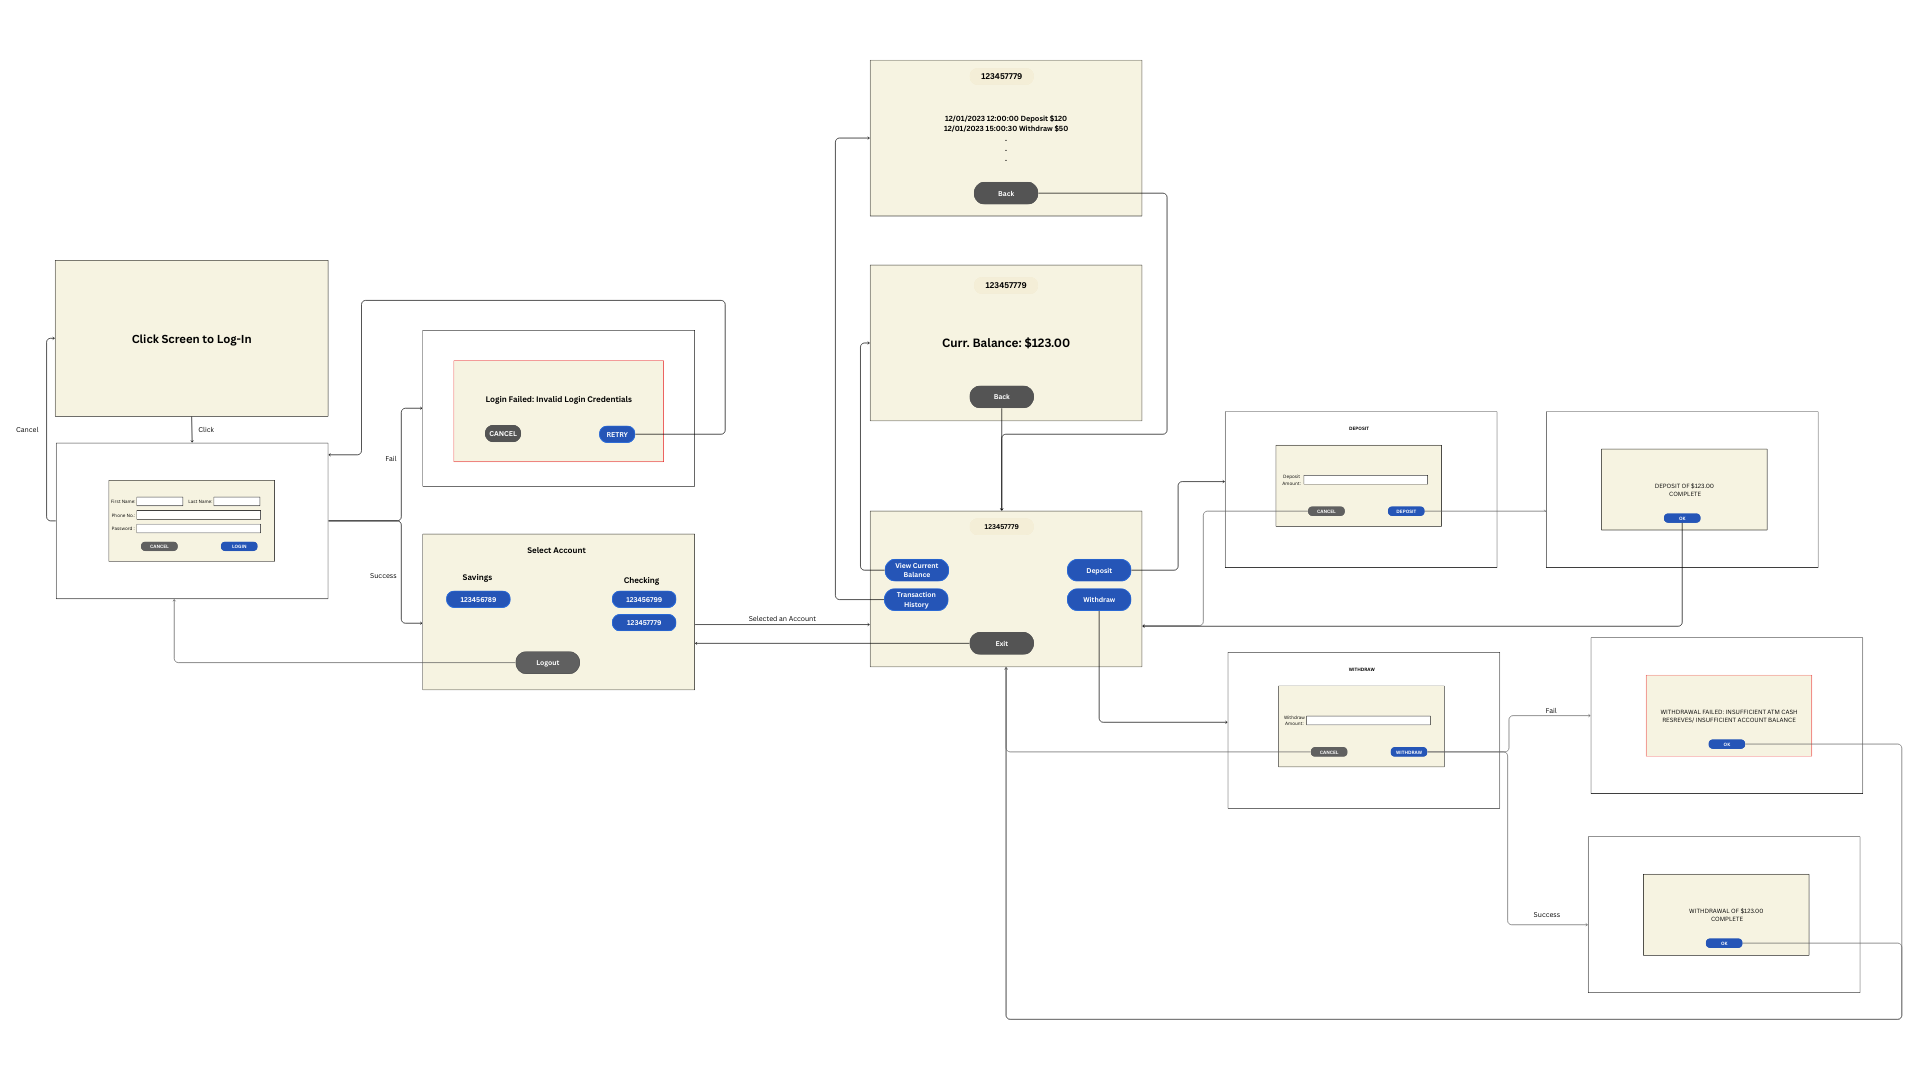 123457779
12/01/2023 12:00:00 Deposit $120
12/01/2023 15:00:30 Withdraw $50
.
.
.
Back
123457779
Curr. Balance: $123.00
Back
Click Screen to Log-In
Cancel
Click
First Name:
Last Name:
Phone No.:
Password :
CANCEL
LOGIN
Fail
Success
Login Failed: Invalid Login Credentials
CANCEL
RETRY
Select Account
Savings
Checking
123456789
123456799
123457779
Logout
Selected an Account
123457779
View Current
Balance
Transaction
History
Deposit
Withdraw
Exit
DEPOSIT
Deposit
Amount:
CANCEL
DEPOSIT
DEPOSIT OF $123.00
COMPLETE
OK
WITHDRAW
Withdraw
Amount:
CANCEL
WITHDRAW
Fail
Success
WITHDRAWAL FAILED: INSUFFICIENT ATM CASH
RESREVES/ INSUFFICIENT ACCOUNT BALANCE
OK
WITHDRAWAL OF $123.00
COMPLETE
OK